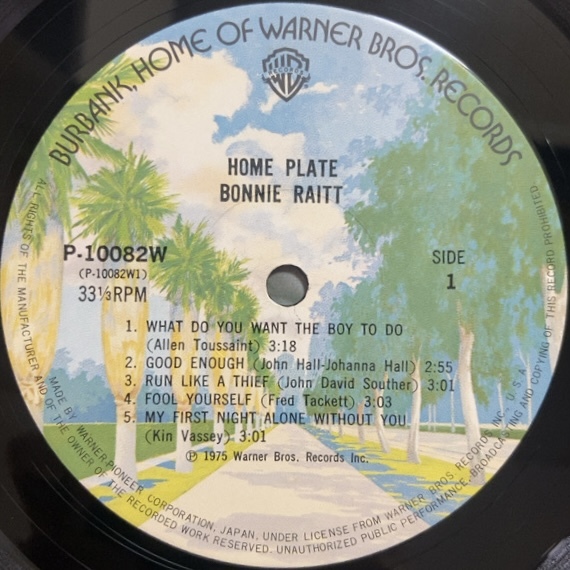 BURBANK, HOME OF WARNER BROS. RECORDS
RECORDS
HOME PLATE
BONNIE RAITT
P-10082W
(P-10082W1)
33⅓RPM
SIDE
1
1. WHAT DO YOU WANT THE BOY TO DO
(Allen Toussaint) 3:18
2. GOOD ENOUGH (John Hall-Johanna Hall) 2:55
3. RUN LIKE A THIEF (John David Souther) 3:01
4. FOOL YOURSELF (Fred Tackett) 3:03
5. MY FIRST NIGHT ALONE WITHOUT YOU
(Kin Vassey) 3:01
Ⓟ 1975 Warner Bros. Records Inc.
MADE BY WARNER-PIONEER CORPORATION, JAPAN, UNDER LICENSE FROM WARNER BROS RECORDS INC. U.S.A.
ALL RIGHTS OF THE MANUFACTURER AND OF THE OWNER OF THE RECORDED WORK RESERVED. UNAUTHORIZED PUBLIC PERFORMANCE, BROADCASTING AND COPYING OF THIS RECORD PROHIBITED.